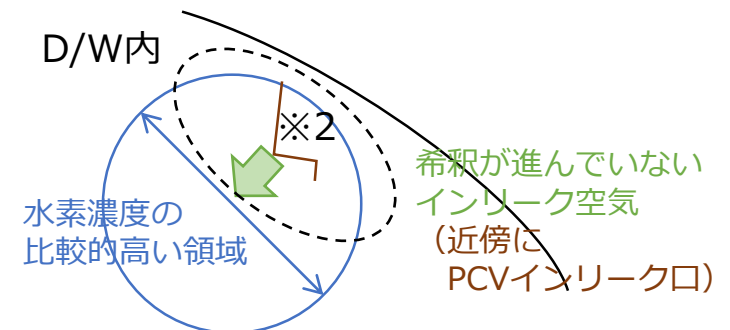 D/W内
※2
希釈が進んでいない
インリーク空気
（近傍に
PCVインリーク口）
水素濃度の
比較的高い領域